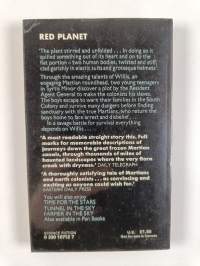 RED PLANET
'The plant stirred and unfolded . . . In doing so it
spilled something out of its heart and on to the
flat portion – two human bodies, twisted and stiff,
clad garishly in elastic suits and grotesque helmets'
Through the amazing talents of Willis, an
engaging Martian roundhead, two young teenagers
in Syrtis Minor discover a plot by the Resident
Agent General to make the colonists his slaves.
The boys escape to warn their families in the South
Colony and survive many dangers before finding
sanctuary with the true Martians, who return the
boys home to face arrest and disbelief . . .
In a savage battle for survival everything
depends on Willis . . .
'A most readable straight story this. Full
marks for memorable descriptions of
journeys down the great frozen Martian
canals, through thousands of miles of
haunted landscapes where the very flora
creak with dryness.' DAILY TELEGRAPH
'A thoroughly satisfying tale of Martians
and earth colonists . . . as convincing and
exciting as anyone could wish for.'
EASTERN DAILY PRESS
You will also enjoy
TIME FOR THE STARS
TUNNEL IN THE SKY
FARMER IN THE SKY
Also available in Pan Books
SCIENCE FICTION
0 330 10712 7
U.K.